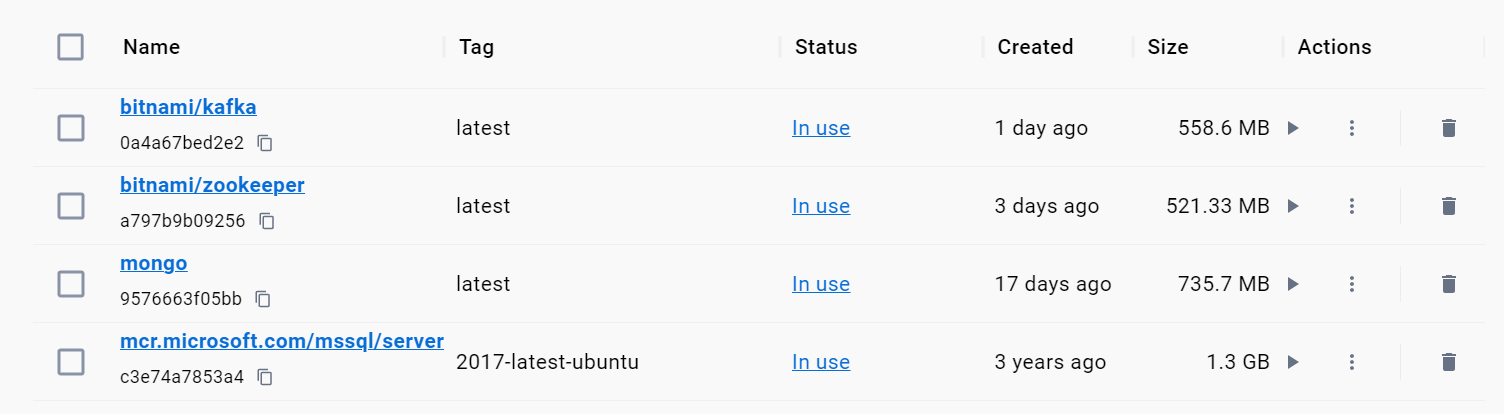 Name Tag Status Created Size Actions
bitnami/kafka
0a4a67bed2e2
latest In use 1 day ago 558.6 MB
bitnami/zookeeper
a797b9b09256
latest In use 3 days ago 521.33 MB
mongo
9576663f05bb
latest In use 17 days ago 735.7 MB
mcr.microsoft.com/mssql/server
c3e74a7853a4
2017-latest-ubuntu In use 3 years ago 1.3 GB